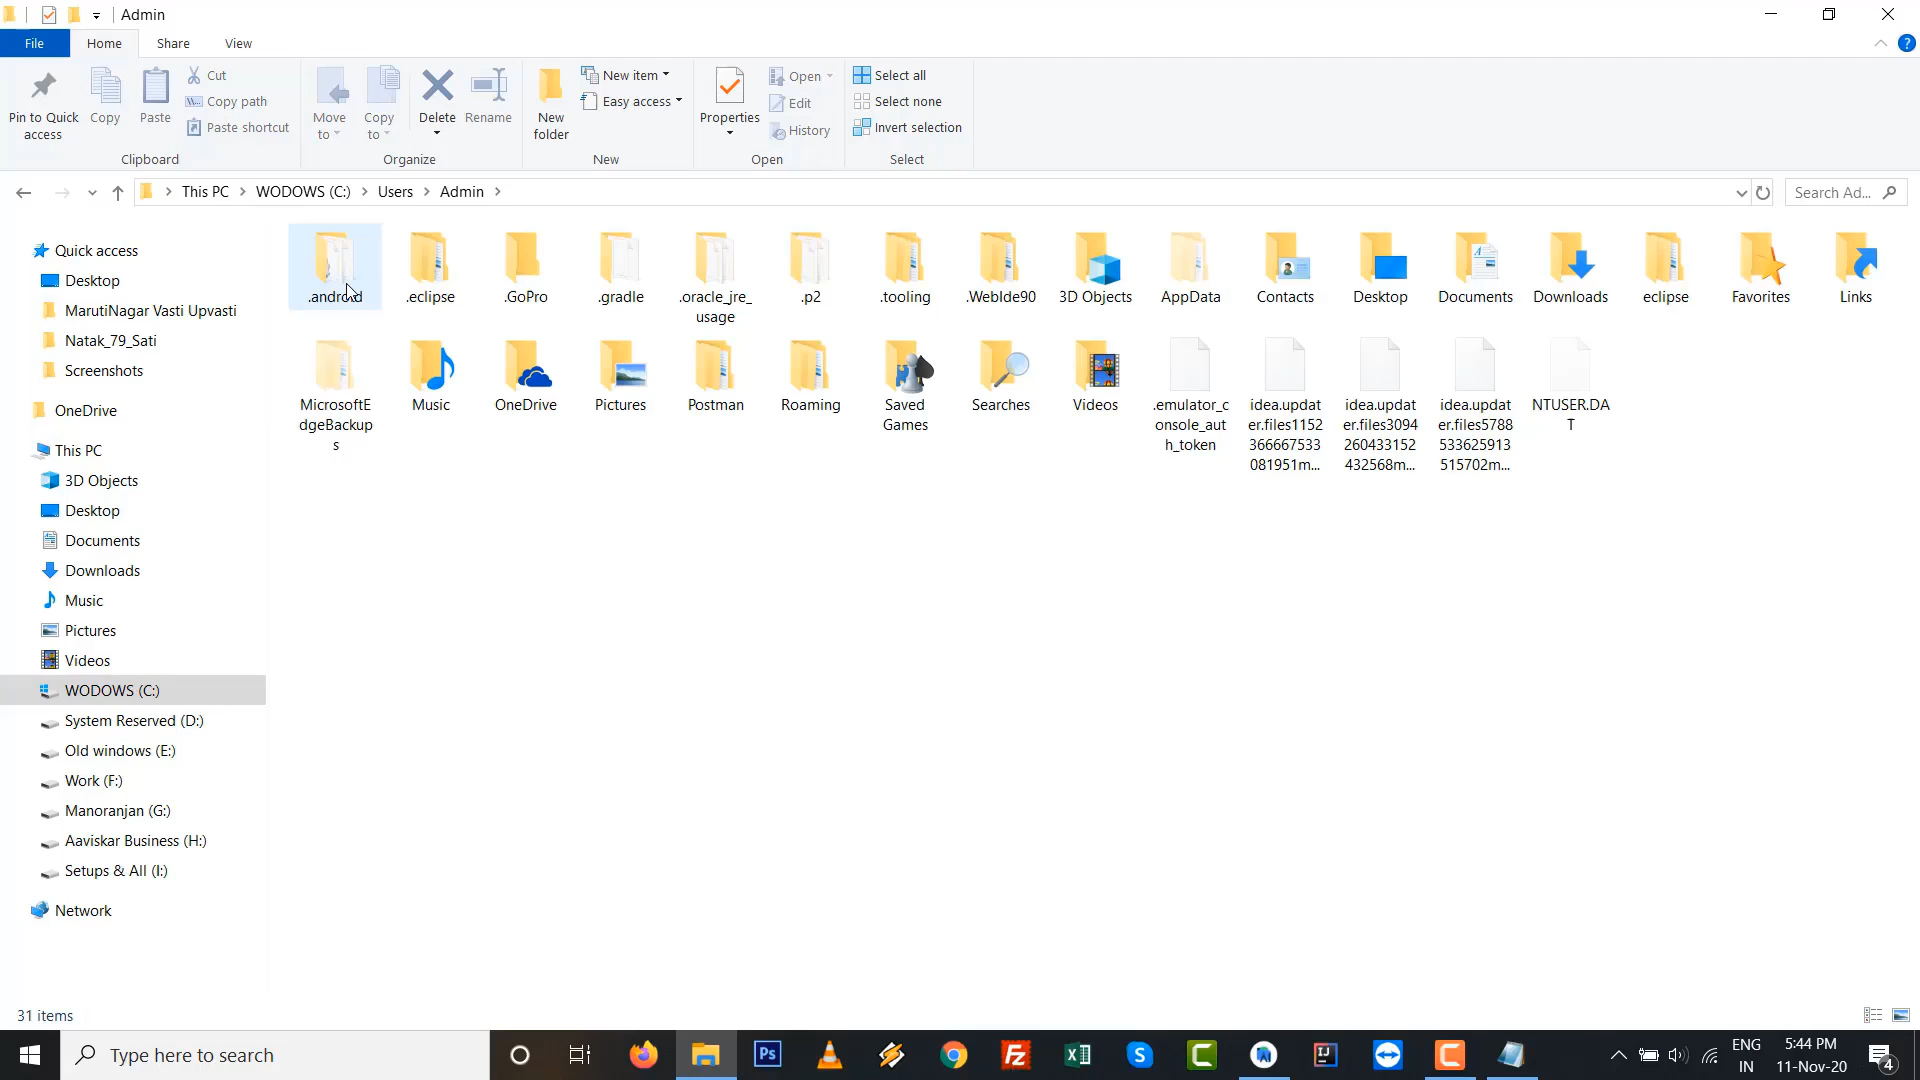 Admin
File Home Share View
Pin to Quick access
Copy
Paste
Cut
Copy path
Paste shortcut
Clipboard
Move to
Copy to
Delete
Rename
Organize
New folder
New item
Easy access
New
Properties
Open
Edit
History
Open
Select all
Select none
Invert selection
Select
This PC WODOWS (C:) Users Admin
Search Ad...
Quick access
Desktop
MarutiNagar Vasti Upvasti
Natak_79_Sati
Screenshots
OneDrive
This PC
3D Objects
Desktop
Documents
Downloads
Music
Pictures
Videos
WODOWS (C:)
System Reserved (D:)
Old windows (E:)
Work (F:)
Manoranjan (G:)
Aaviskar Business (H:)
Setups & All (I:)
Network
.android
.eclipse
.GoPro
.gradle
.oracle_jre_
usage
.p2
.tooling
.WebIde90
3D Objects
AppData
Contacts
Desktop
Documents
Downloads
eclipse
Favorites
Links
MicrosoftE
dgeBackup
s
Music
OneDrive
Pictures
Postman
Roaming
Saved
Games
Searches
Videos
.emulator_c
onsole_aut
h_token
idea.updat
er.files1152
366667533
081951m...
idea.updat
er.files3094
260433152
432568m...
idea.updat
er.files5788
533625913
515702m...
NTUSER.DA
T
31 items
Type here to search
Ps
IJ
ENG
IN
5:44 PM
11-Nov-20
4